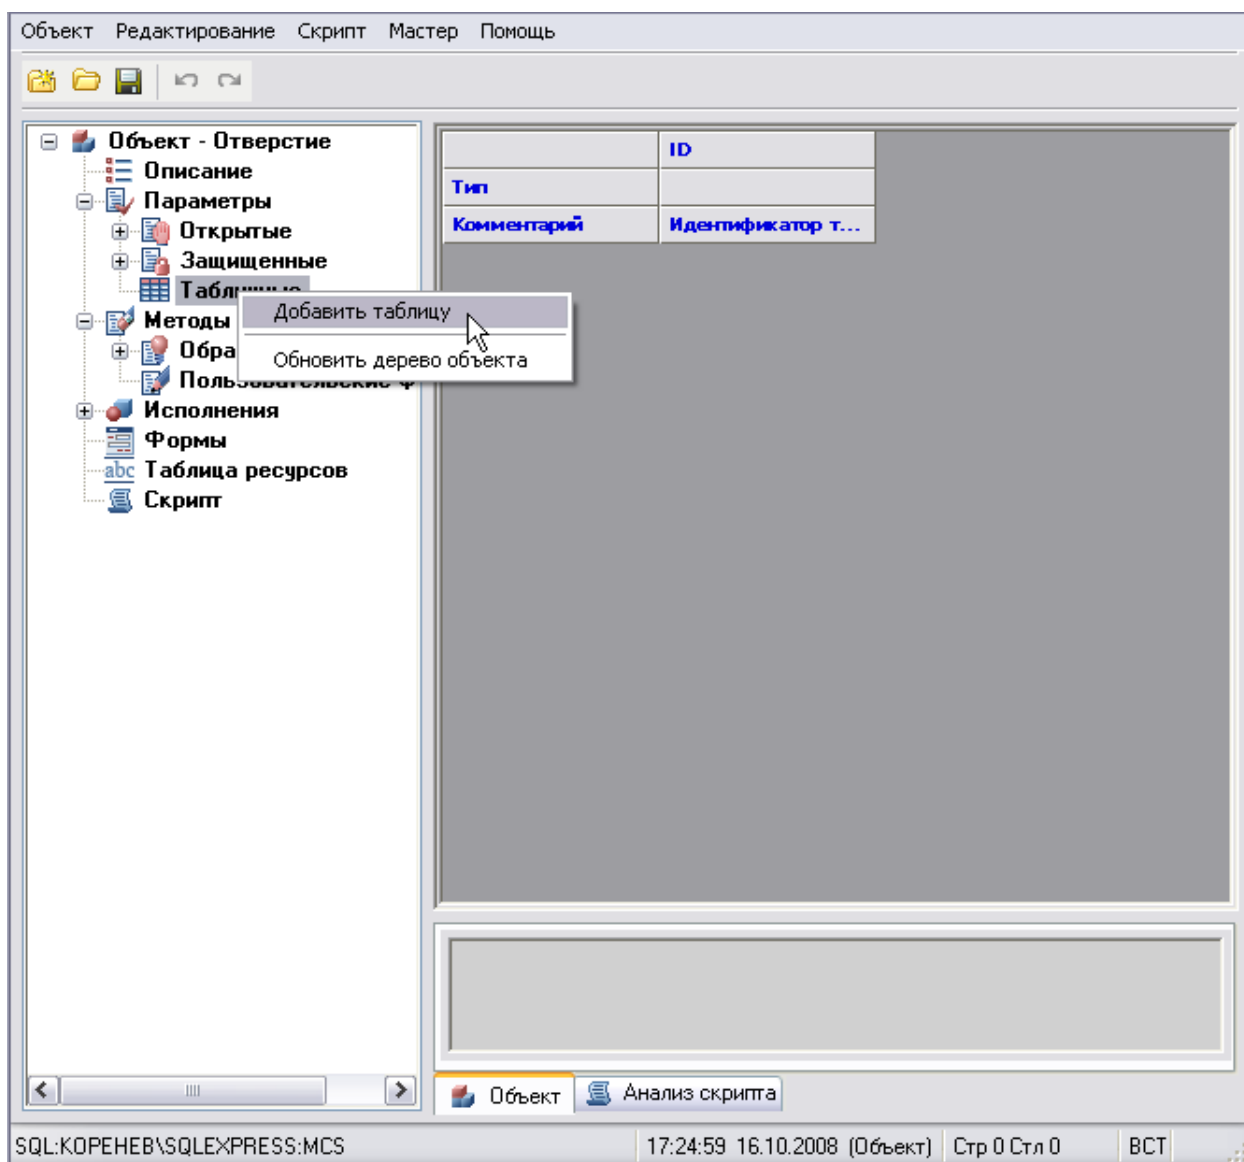 Объект Редактирование Скрипт Мастер Помощь
Объект - Отверстие
Описание
Параметры
Открытые
Защищенные
Методы
Исполнения
Формы
abc Таблица ресурсов
Скрипт
Добавить таблицу
Обновить дерево объекта
ID
Тип
Комментарий Идентификатор т...
Объект Анализ скрипта
SQL:КОРЕНЕВ\SQLEXPRESS:MCS 17:24:59 16.10.2008 (Объект) Стр 0 Стл 0 ВСТ